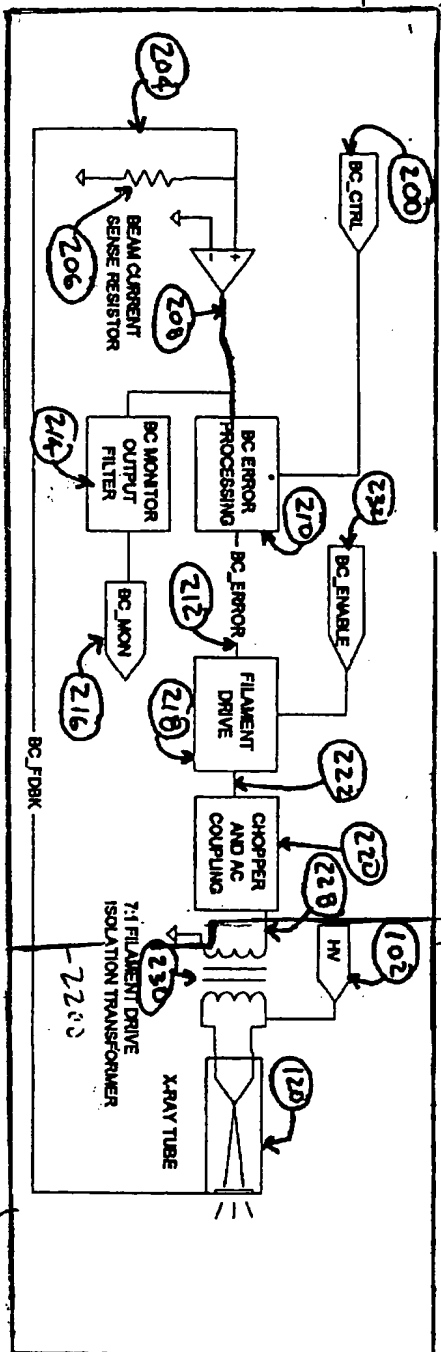 200
BC_CTRL
BC_ENABLE
102
HV
204
+
-
208
206
BEAM CURRENT
SENSE RESISTOR
BC ERROR
PROCESSING
210
BC_ERROR
212
FILAMENT
DRIVE
218
222
CHOPPER
AND AC
COUPLING
220
228
230
120
X-RAY TUBE
7:1 FILAMENT DRIVE
ISOLATION TRANSFORMER
2200
214
BC MONITOR
OUTPUT
FILTER
BC_MON
216
BC_FDBK